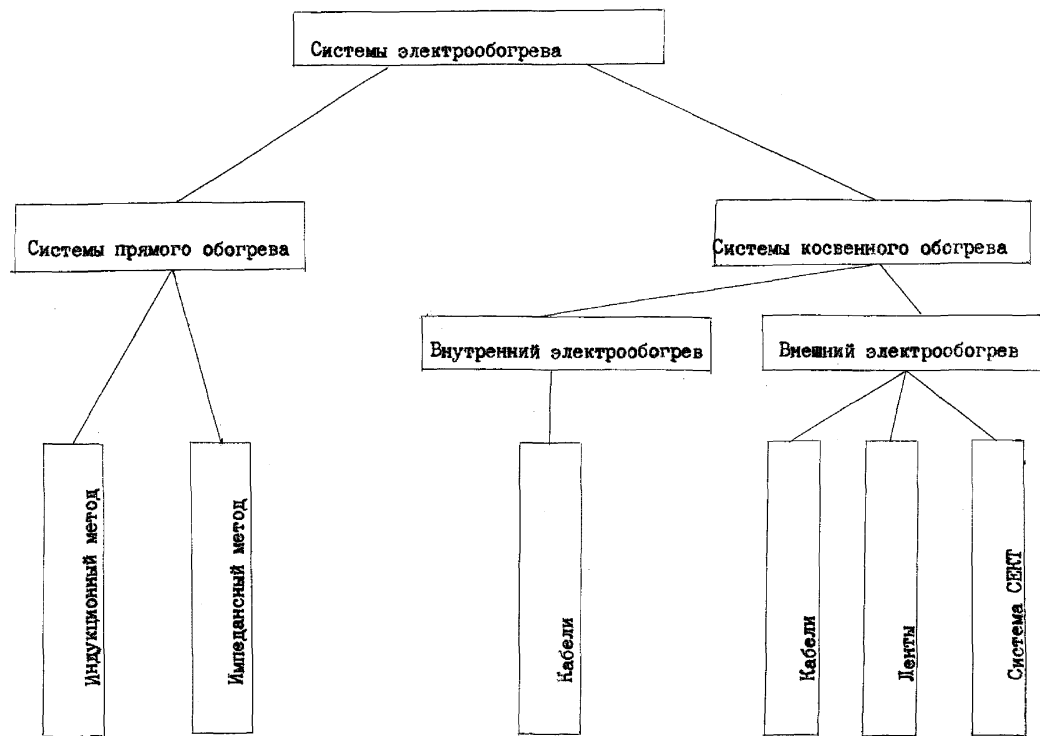 Системы электрообогрева
Системы прямого обогрева
Системы косвенного обогрева
Внутренний электрообогрев
Внешний электрообогрев
Индукционный метод
Импедансный метод
Кабели
Кабели
Ленты
Система СЕКТ